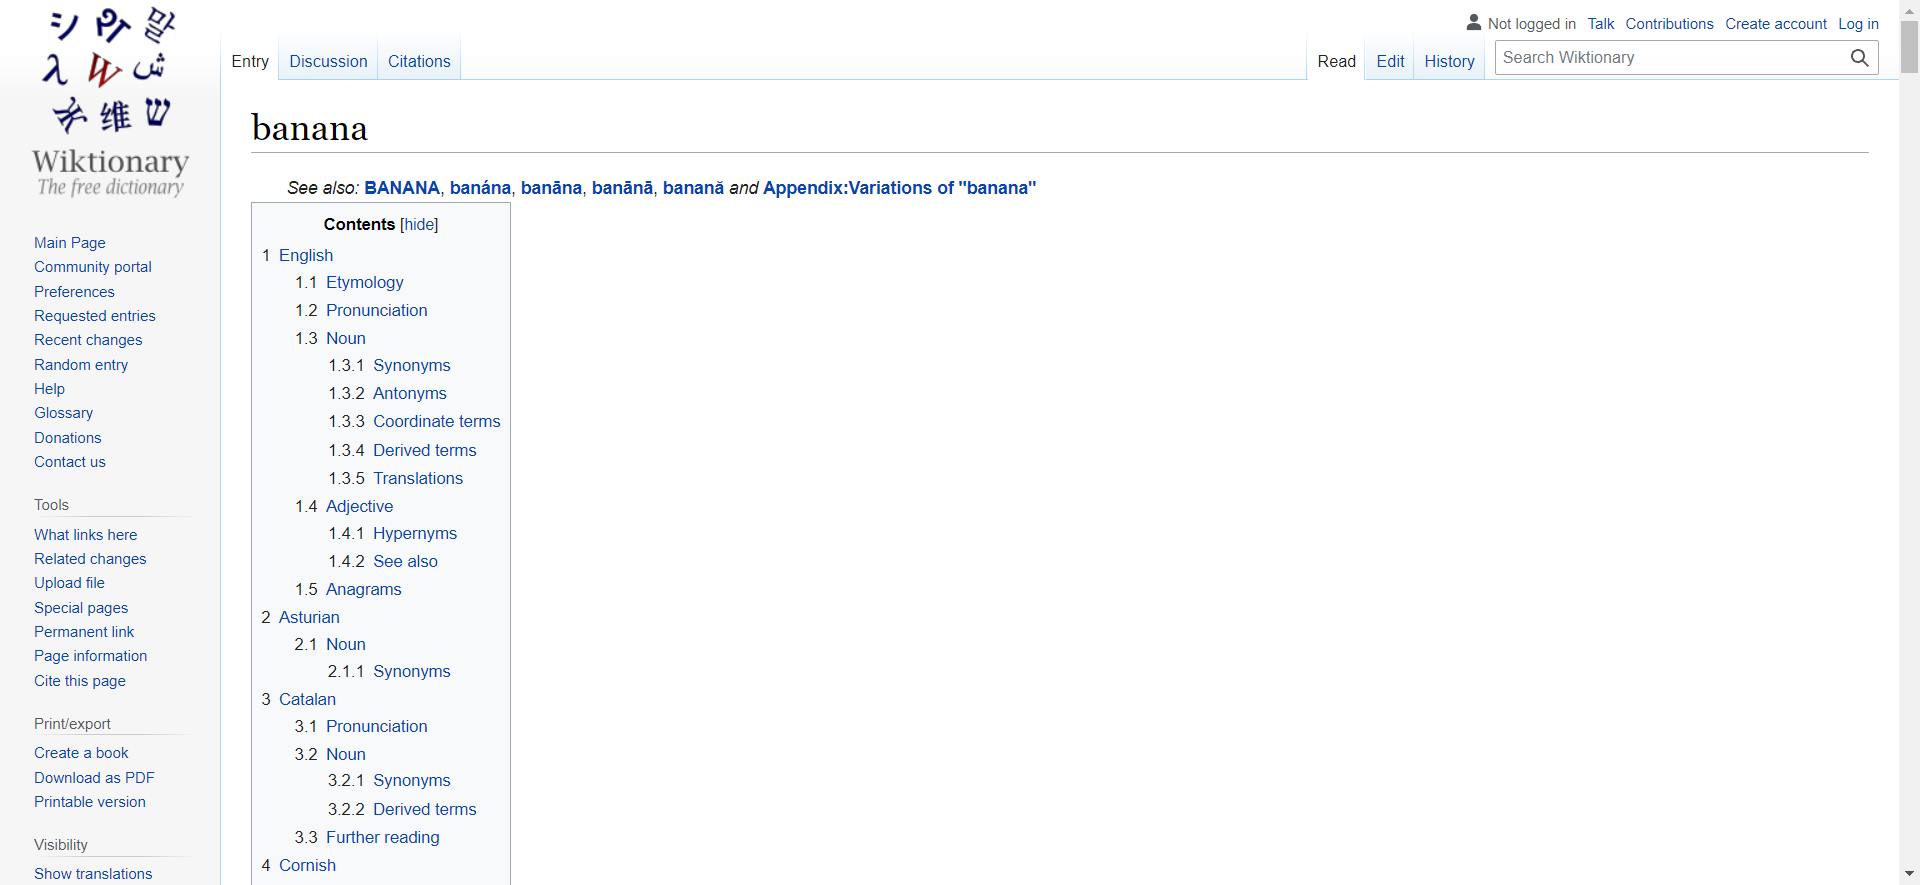 Not logged in Talk Contributions Create account Log in
Entry Discussion Citations Read Edit History Search Wiktionary
シ 말
λ W ش
维 ש
Wiktionary
The free dictionary
Main Page
Community portal
Preferences
Requested entries
Recent changes
Random entry
Help
Glossary
Donations
Contact us
Tools
What links here
Related changes
Upload file
Special pages
Permanent link
Page information
Cite this page
Print/export
Create a book
Download as PDF
Printable version
Visibility
Show translations
banana
See also: BANANA, banána, banāna, banānā, banană and Appendix:Variations of "banana"
Contents [hide]
1 English
1.1 Etymology
1.2 Pronunciation
1.3 Noun
1.3.1 Synonyms
1.3.2 Antonyms
1.3.3 Coordinate terms
1.3.4 Derived terms
1.3.5 Translations
1.4 Adjective
1.4.1 Hypernyms
1.4.2 See also
1.5 Anagrams
2 Asturian
2.1 Noun
2.1.1 Synonyms
3 Catalan
3.1 Pronunciation
3.2 Noun
3.2.1 Synonyms
3.2.2 Derived terms
3.3 Further reading
4 Cornish